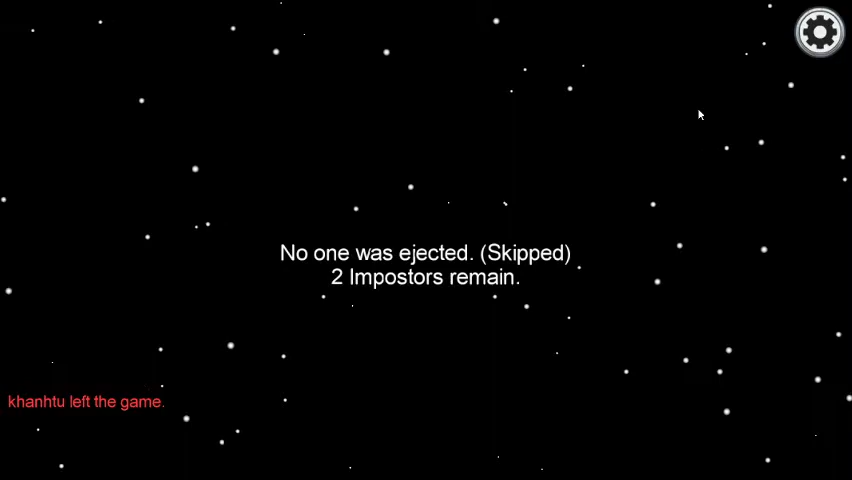 No one was ejected. (Skipped)
2 Impostors remain.
khanhtu left the game.